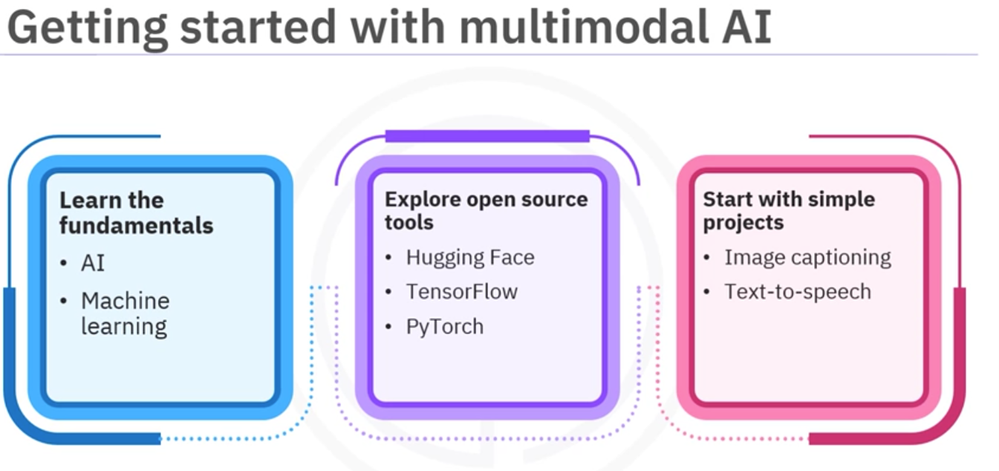 Getting started with multimodal AI
Learn the
fundamentals
• AI
• Machine
learning
Explore open source
tools
• Hugging Face
• TensorFlow
• PyTorch
Start with simple
projects
• Image captioning
• Text-to-speech